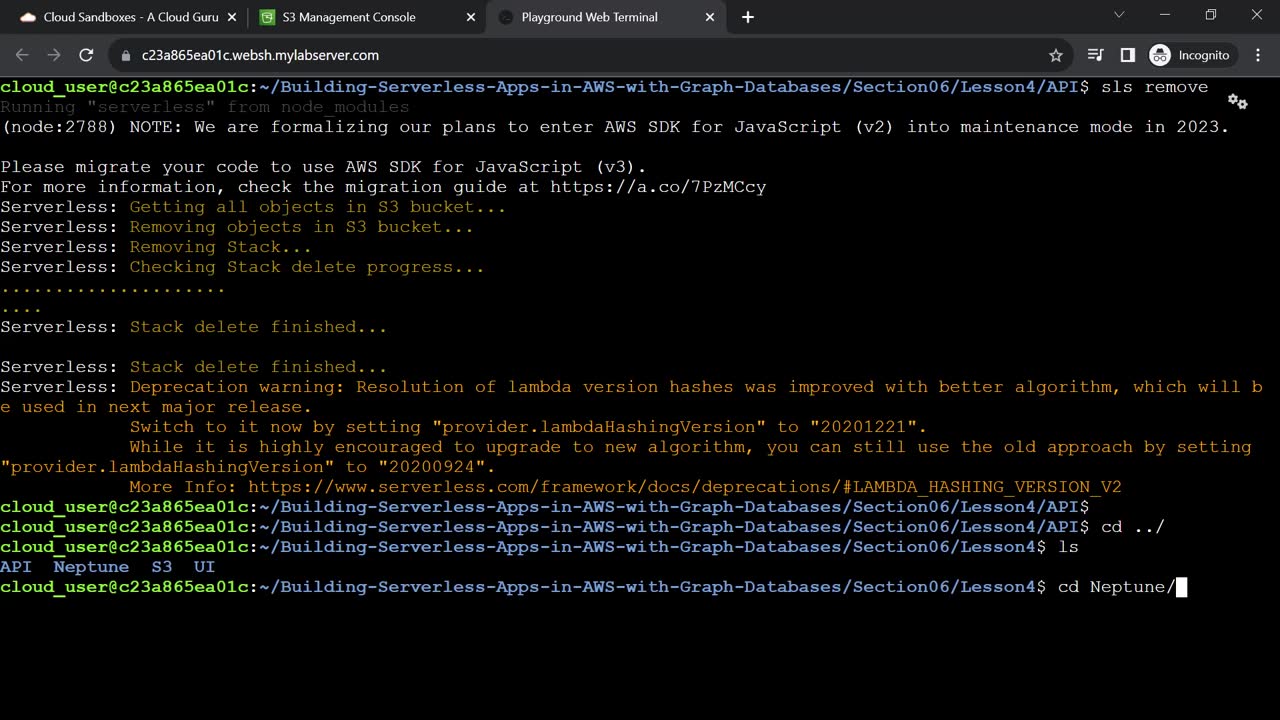 Cloud Sandboxes - A Cloud Guru
S3 Management Console
Playground Web Terminal
c23a865ea01c.websh.mylabserver.com
Incognito
cloud_user@c23a865ea01c:~/Building-Serverless-Apps-in-AWS-with-Graph-Databases/Section06/Lesson4/API$ sls remove
Running "serverless" from node_modules
(node:2788) NOTE: We are formalizing our plans to enter AWS SDK for JavaScript (v2) into maintenance mode in 2023.
Please migrate your code to use AWS SDK for JavaScript (v3).
For more information, check the migration guide at https://a.co/7PzMCcy
Serverless: Getting all objects in S3 bucket...
Serverless: Removing objects in S3 bucket...
Serverless: Removing Stack...
Serverless: Checking Stack delete progress...
.....................
....
Serverless: Stack delete finished...
Serverless: Stack delete finished...
Serverless: Deprecation warning: Resolution of lambda version hashes was improved with better algorithm, which will b
e used in next major release.
Switch to it now by setting "provider.lambdaHashingVersion" to "20201221".
While it is highly encouraged to upgrade to new algorithm, you can still use the old approach by setting
"provider.lambdaHashingVersion" to "20200924".
More Info: https://www.serverless.com/framework/docs/deprecations/#LAMBDA_HASHING_VERSION_V2
cloud_user@c23a865ea01c:~/Building-Serverless-Apps-in-AWS-with-Graph-Databases/Section06/Lesson4/API$
cloud_user@c23a865ea01c:~/Building-Serverless-Apps-in-AWS-with-Graph-Databases/Section06/Lesson4/API$ cd ../
cloud_user@c23a865ea01c:~/Building-Serverless-Apps-in-AWS-with-Graph-Databases/Section06/Lesson4$ ls
API  Neptune  S3  UI
cloud_user@c23a865ea01c:~/Building-Serverless-Apps-in-AWS-with-Graph-Databases/Section06/Lesson4$ cd Neptune/